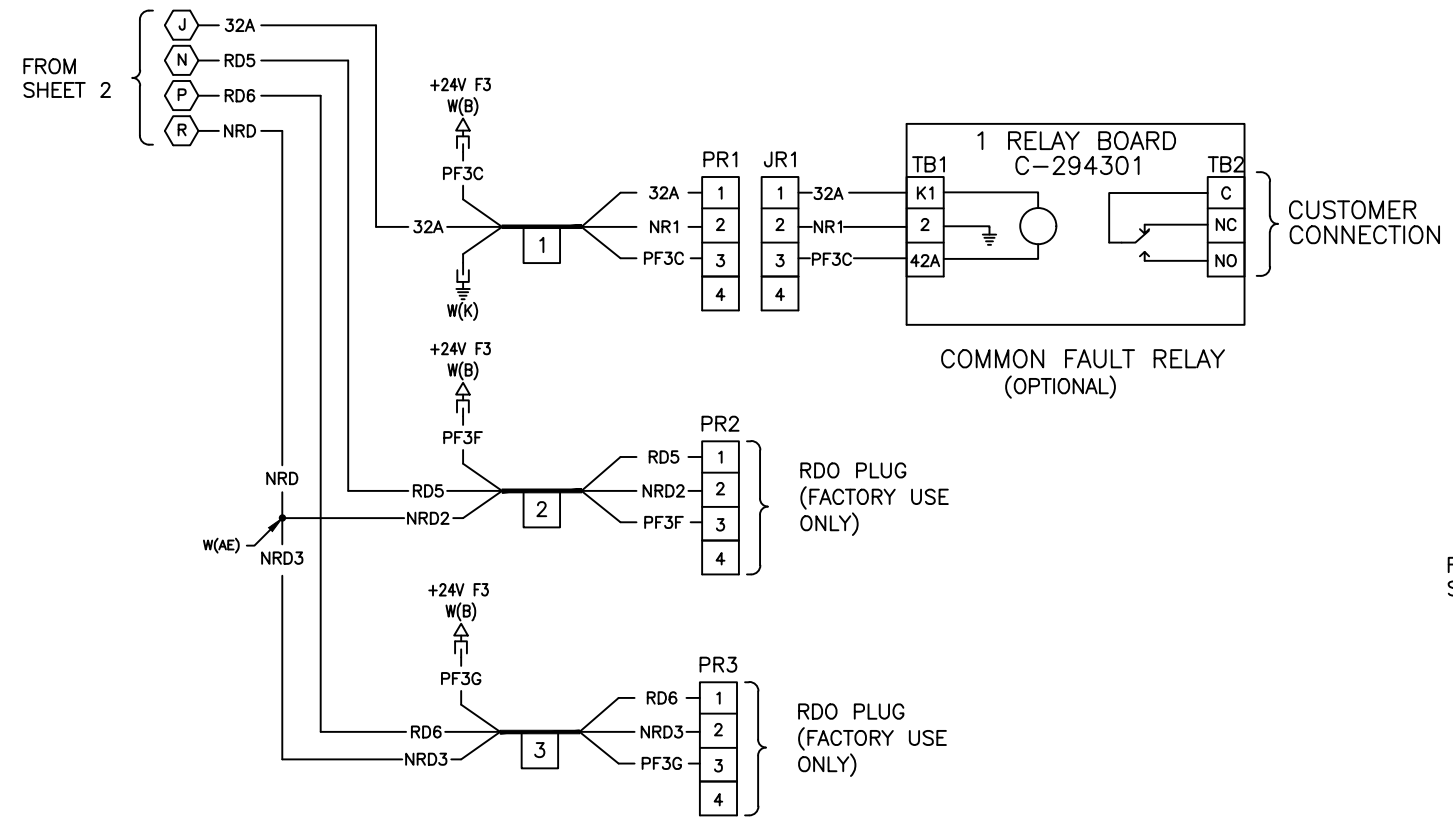 FROM
SHEET 2
J 32A
N RD5
P RD6
R NRD
+24V F3
W(B)
PF3C
32A
1
W(K)
32A
NR1
PF3C
PR1
1
2
3
4
JR1
1
2
3
4
32A
NR1
PF3C
1 RELAY BOARD
C-294301
TB1
K1
2
42A
TB2
C
NC
NO
CUSTOMER
CONNECTION
COMMON FAULT RELAY
(OPTIONAL)
+24V F3
W(B)
PF3F
NRD
RD5
NRD2
W(AE)
NRD3
2
RD5
NRD2
PF3F
PR2
1
2
3
4
RDO PLUG
(FACTORY USE
ONLY)
+24V F3
W(B)
PF3G
RD6
NRD3
3
RD6
NRD3
PF3G
PR3
1
2
3
4
RDO PLUG
(FACTORY USE
ONLY)